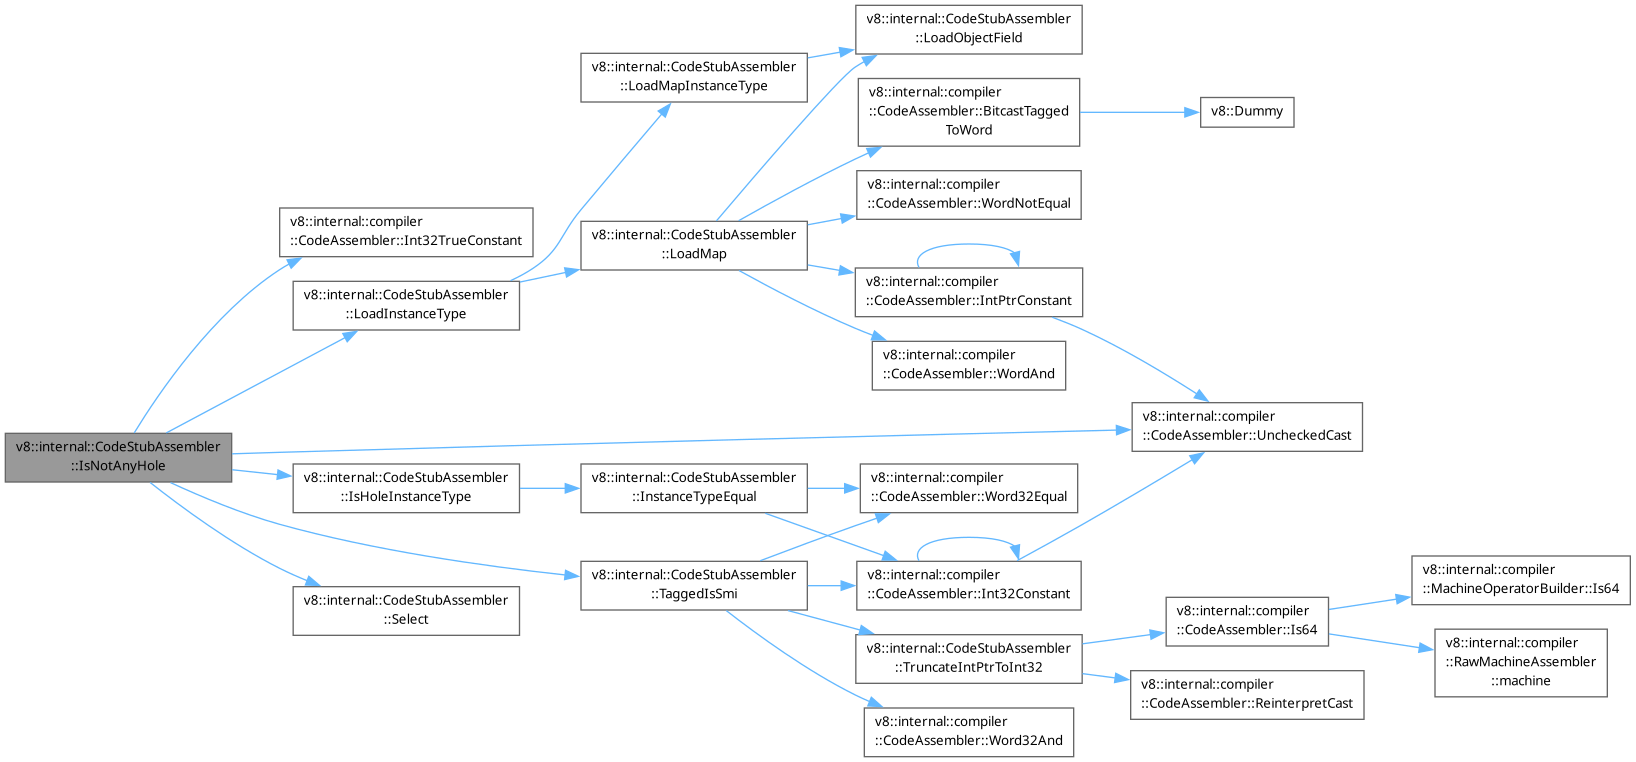 v8::internal::CodeStubAssembler
::IsNotAnyHole
v8::internal::compiler
::CodeAssembler::Int32TrueConstant
v8::internal::CodeStubAssembler
::LoadInstanceType
v8::internal::CodeStubAssembler
::IsHoleInstanceType
v8::internal::CodeStubAssembler
::Select
v8::internal::CodeStubAssembler
::LoadMapInstanceType
v8::internal::CodeStubAssembler
::LoadMap
v8::internal::CodeStubAssembler
::InstanceTypeEqual
v8::internal::CodeStubAssembler
::TaggedIsSmi
v8::internal::CodeStubAssembler
::LoadObjectField
v8::internal::compiler
::CodeAssembler::BitcastTagged
ToWord
v8::internal::compiler
::CodeAssembler::WordNotEqual
v8::internal::compiler
::CodeAssembler::IntPtrConstant
v8::internal::compiler
::CodeAssembler::WordAnd
v8::internal::compiler
::CodeAssembler::Word32Equal
v8::internal::compiler
::CodeAssembler::Int32Constant
v8::internal::CodeStubAssembler
::TruncateIntPtrToInt32
v8::internal::compiler
::CodeAssembler::Word32And
v8::Dummy
v8::internal::compiler
::CodeAssembler::UncheckedCast
v8::internal::compiler
::CodeAssembler::Is64
v8::internal::compiler
::CodeAssembler::ReinterpretCast
v8::internal::compiler
::MachineOperatorBuilder::Is64
v8::internal::compiler
::RawMachineAssembler
::machine